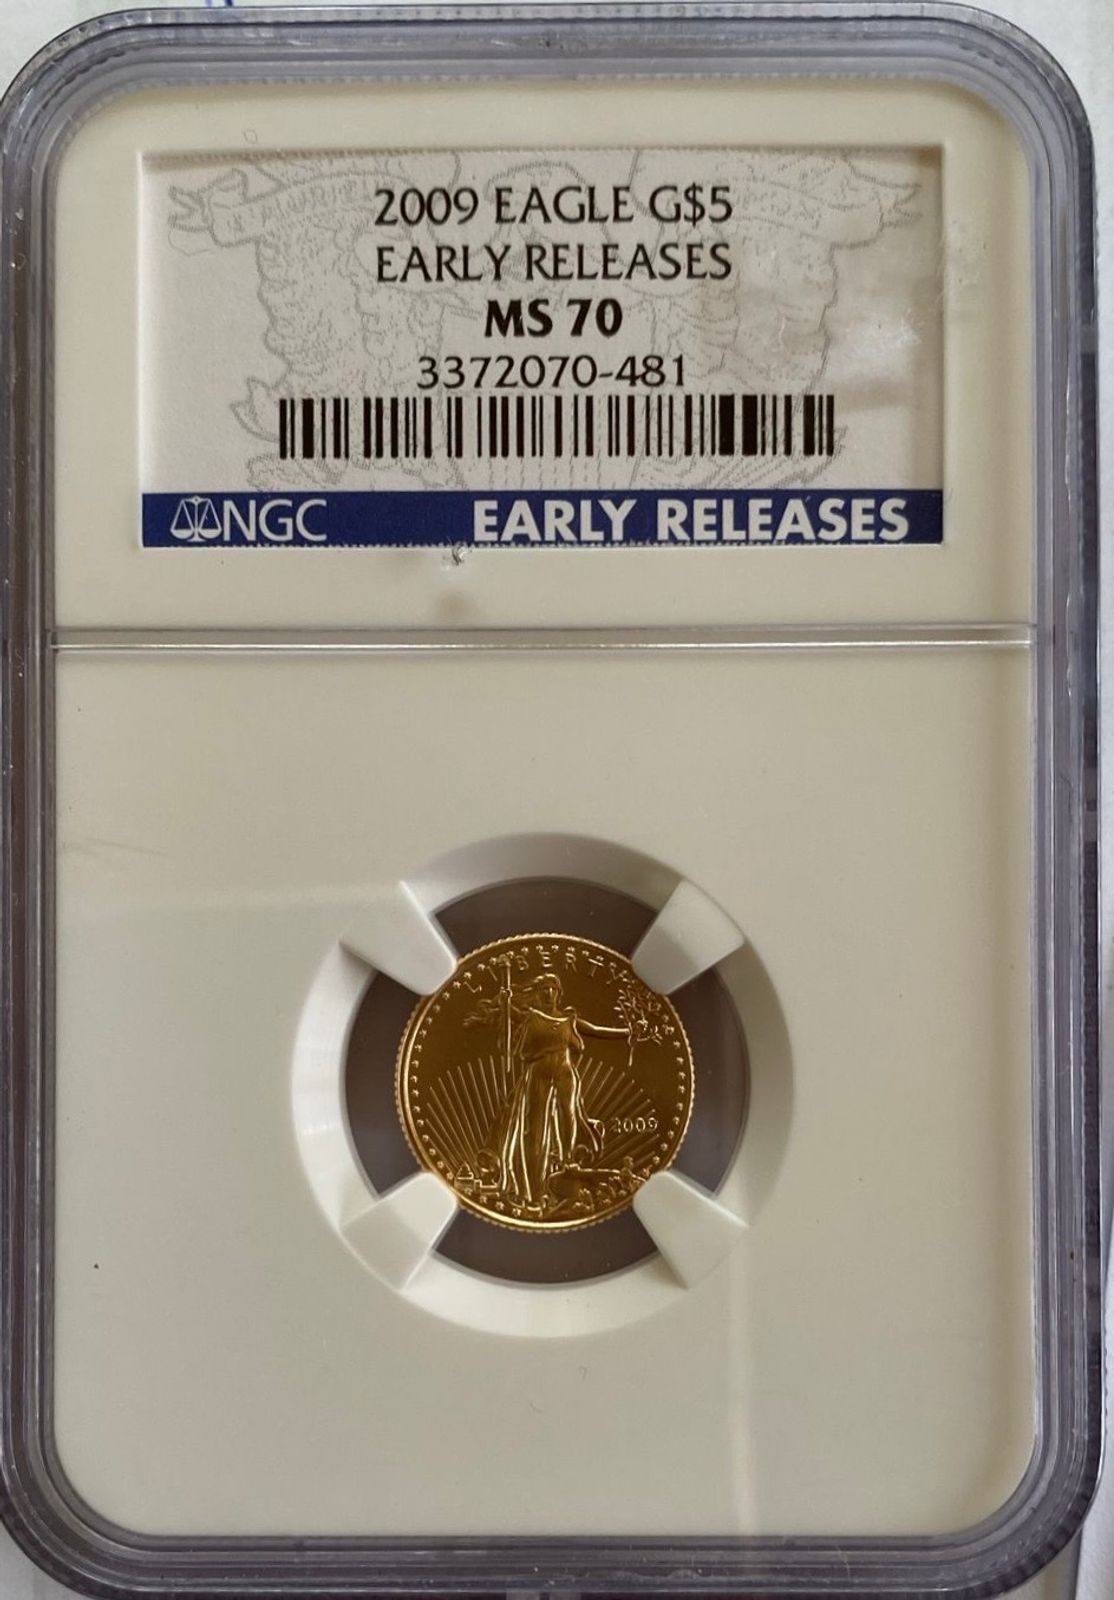 2009 EAGLE G$5
EARLY RELEASES
MS 70
3372070-481
NGC EARLY RELEASES
LIBERTY
2009